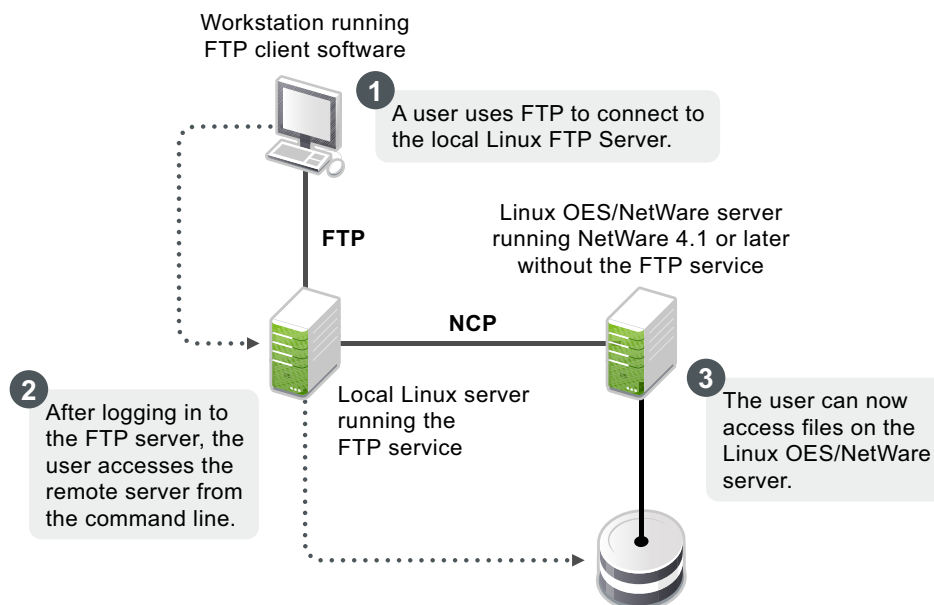 Workstation running
FTP client software
1
A user uses FTP to connect to
the local Linux FTP Server.
FTP
Linux OES/NetWare server
running NetWare 4.1 or later
without the FTP service
NCP
Local Linux server
running the
FTP service
2
After logging in to
the FTP server, the
user accesses the
remote server from
the command line.
3
The user can now
access files on the
Linux OES/NetWare
server.